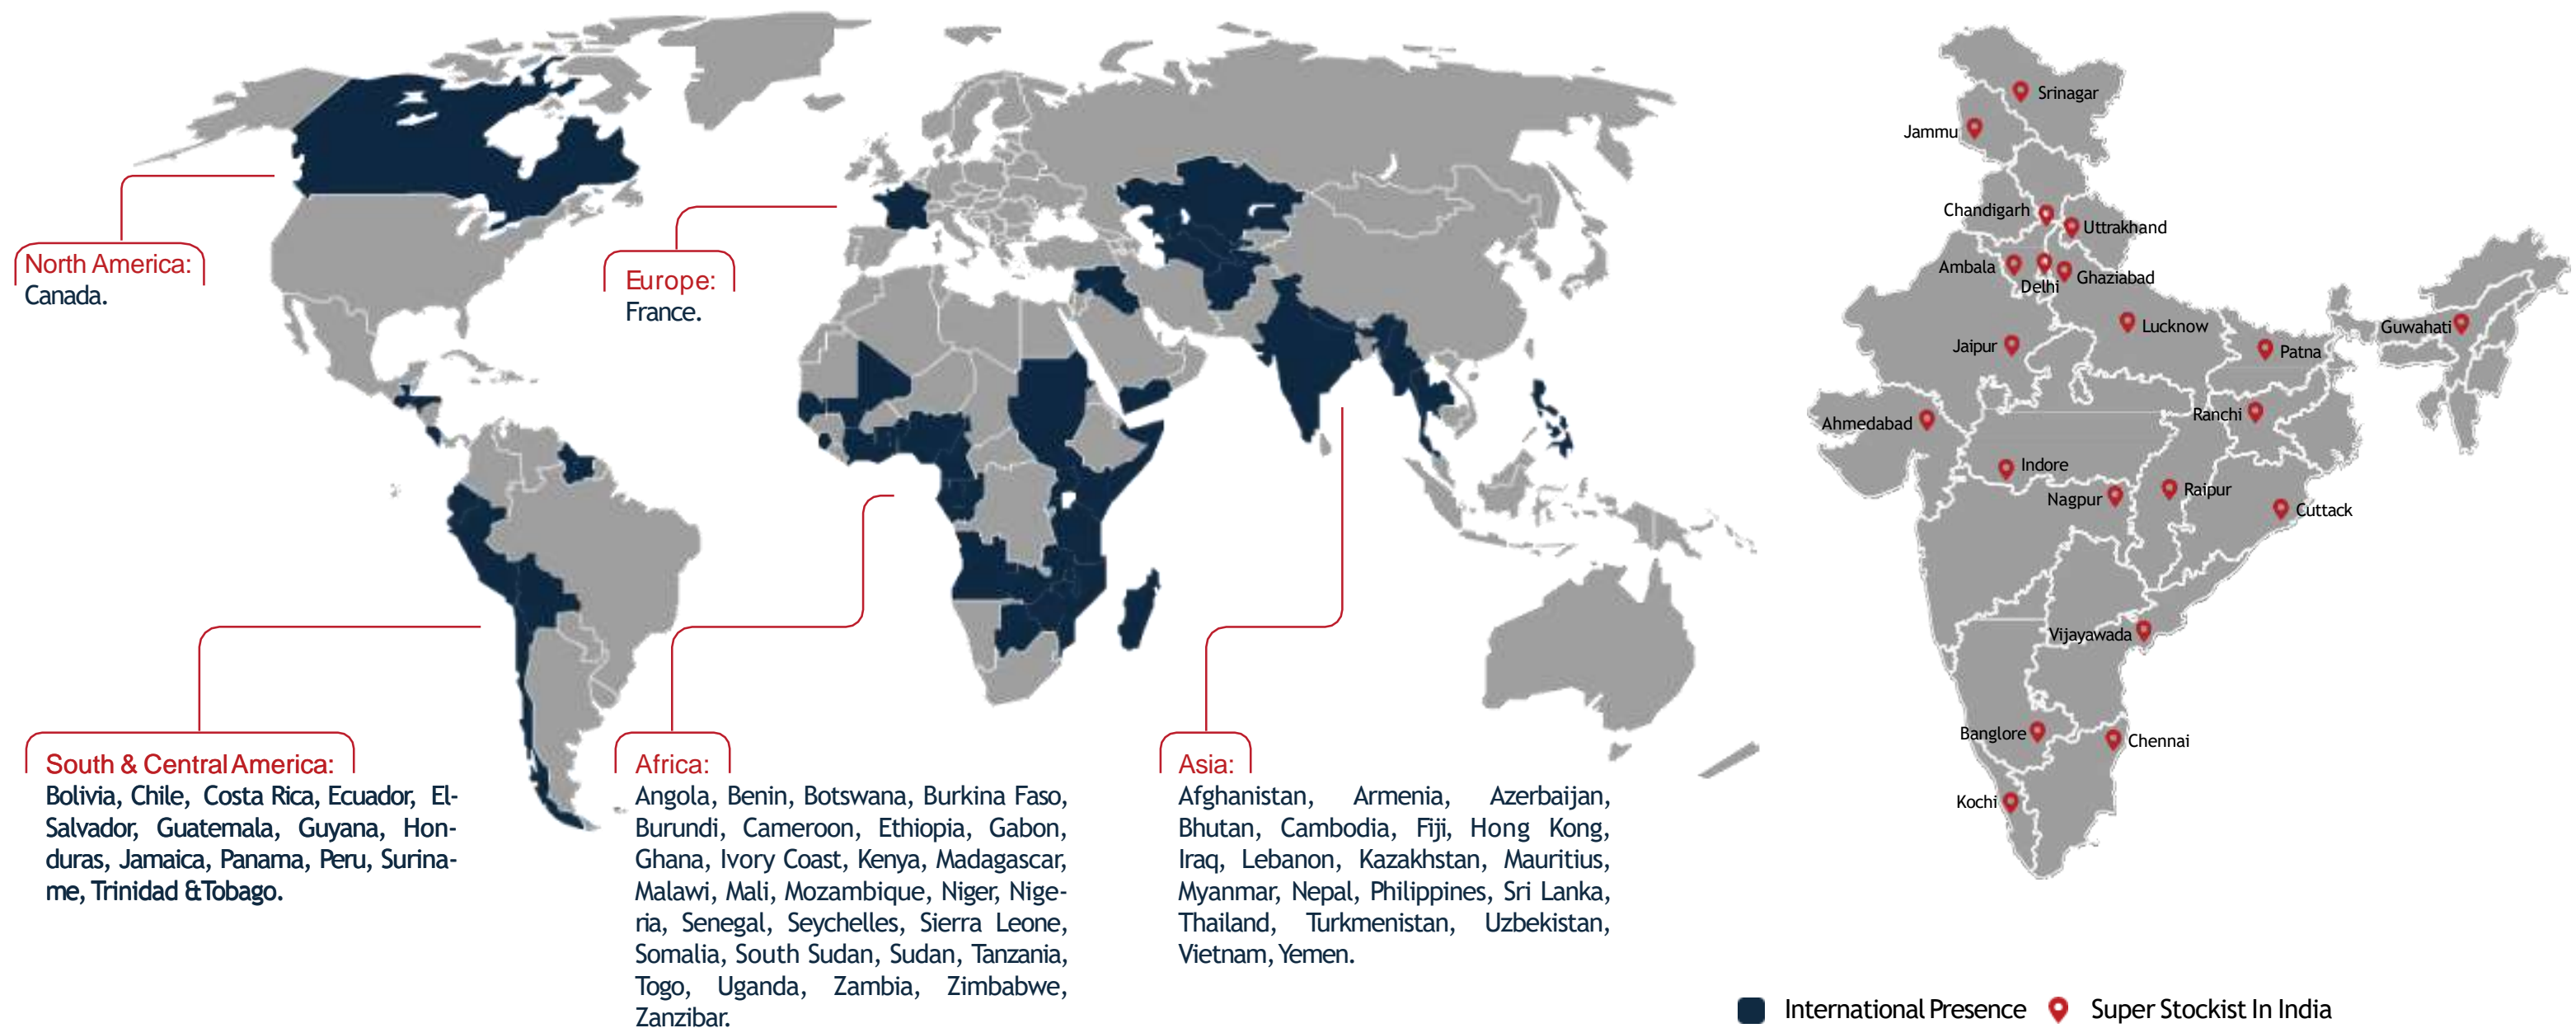 North America:
Canada.
Europe:
France.
South & Central America:
Bolivia, Chile, Costa Rica, Ecuador, El-
Salvador, Guatemala, Guyana, Hon-
duras, Jamaica, Panama, Peru, Surina-
me, Trinidad &Tobago.
Africa:
Angola, Benin, Botswana, Burkina Faso,
Burundi, Cameroon, Ethiopia, Gabon,
Ghana, Ivory Coast, Kenya, Madagascar,
Malawi, Mali, Mozambique, Niger, Nige-
ria, Senegal, Seychelles, Sierra Leone,
Somalia, South Sudan, Sudan, Tanzania,
Togo, Uganda, Zambia, Zimbabwe,
Zanzibar.
Asia:
Afghanistan, Armenia, Azerbaijan,
Bhutan, Cambodia, Fiji, Hong Kong,
Iraq, Lebanon, Kazakhstan, Mauritius,
Myanmar, Nepal, Philippines, Sri Lanka,
Thailand, Turkmenistan, Uzbekistan,
Vietnam, Yemen.
Srinagar
Jammu
Chandigarh
Uttrakhand
Ambala
Ghaziabad
Delhi
Lucknow
Guwahati
Jaipur
Patna
Ranchi
Ahmedabad
Indore
Raipur
Nagpur
Cuttack
Vijayawada
Banglore
Chennai
Kochi
International Presence
Super Stockist In India